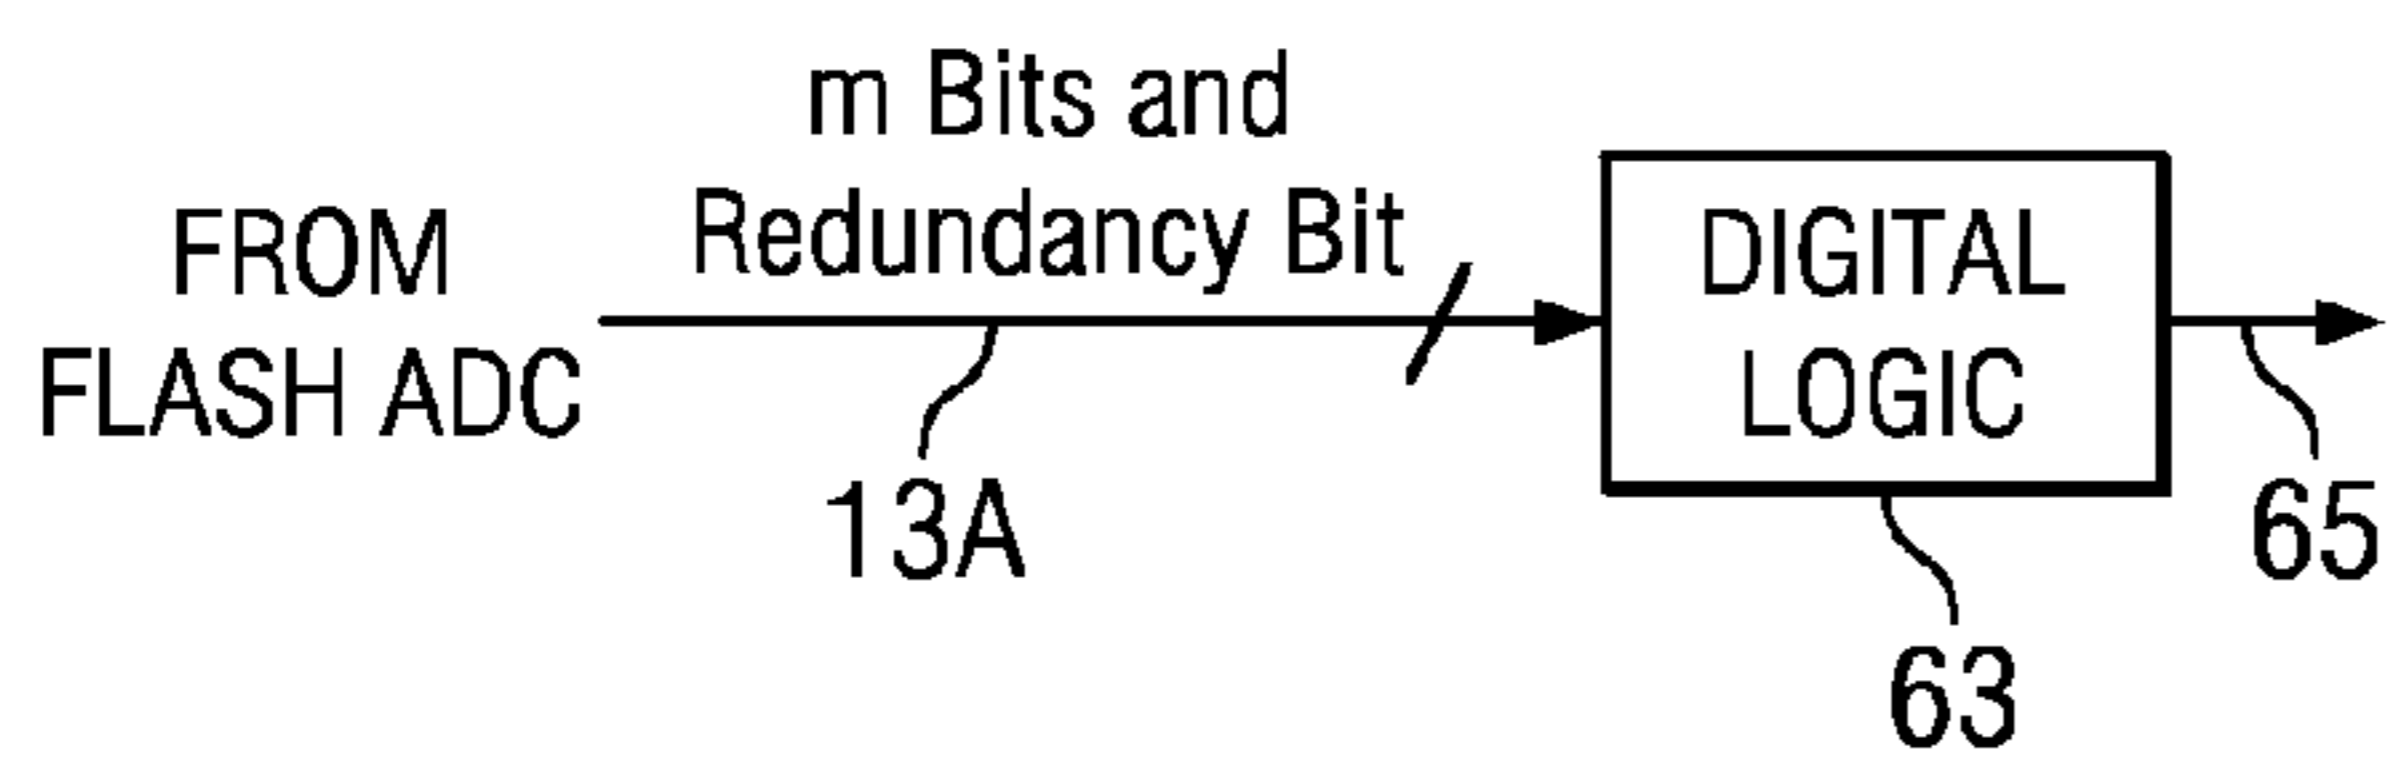 m Bits and
Redundancy Bit
FROM
FLASH ADC
DIGITAL
LOGIC
13A
63
65